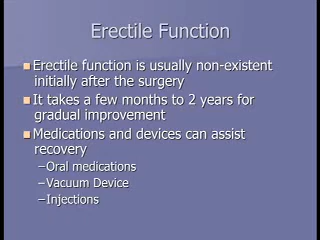 Erectile Function
Erectile function is usually non-existent
initially after the surgery
It takes a few months to 2 years for
gradual improvement
Medications and devices can assist
recovery
–Oral medications
–Vacuum Device
–Injections